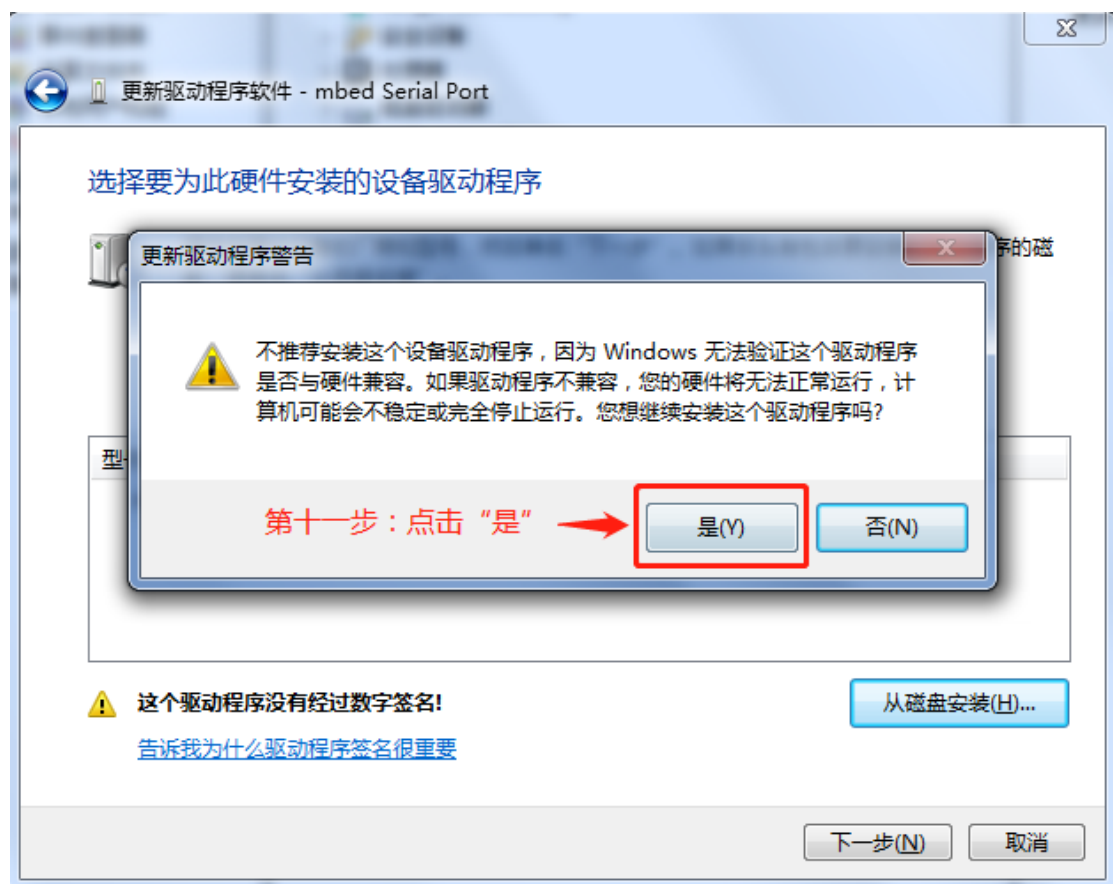 更新驱动程序软件 - mbed Serial Port
选择要为此硬件安装的设备驱动程序
序的磁
更新驱动程序警告
不推荐安装这个设备驱动程序，因为 Windows 无法验证这个驱动程序
是否与硬件兼容。如果驱动程序不兼容，您的硬件将无法正常运行，计
算机可能会不稳定或完全停止运行。您想继续安装这个驱动程序吗?
型
第十一步：点击“是”
是(Y)
否(N)
这个驱动程序没有经过数字签名!
从磁盘安装(H)...
告诉我为什么驱动程序签名很重要
下一步(N)
取消